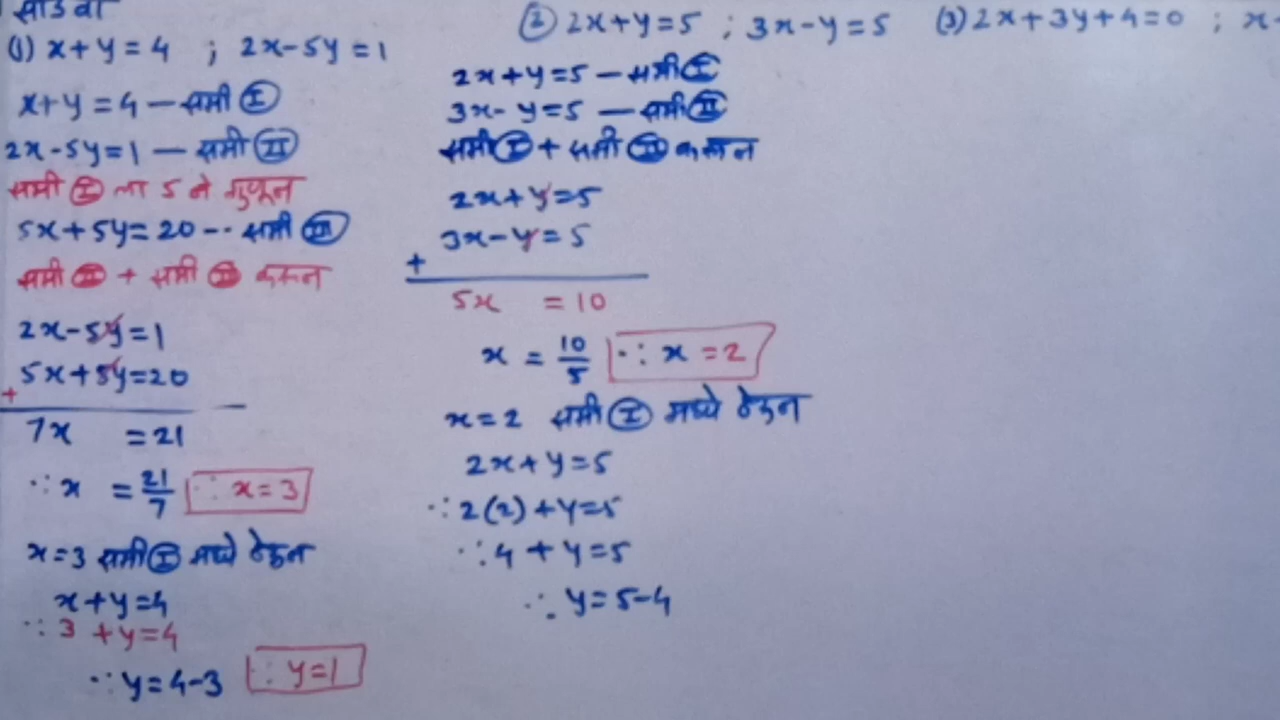 सोडवा
(1) x+y=4 ; 2x-5y=1
x+y=4 — समी Ⓘ
2x-5y=1 — समी Ⓘ Ⓘ
समी Ⓘ ला 5 ने गुणून
5x+5y=20 -- समी III
समी II + समी III करून
2x-5y=1
5x+5y=20
+
7x =21
∵x = 21/7 ∵ x=3
x=3 समी Ⓘ मध्ये ठेऊन
x+y=4
∵ 3 +y=4
∵y=4-3 ∵ y=1
(2) 2x+y=5 ; 3x-y=5
2x+y=5 — समी I
3x-y=5 — समी II
समी I + समी II करून
2x+y=5
3x-y=5
+
5x =10
x = 10/5 ∵ x=2
x=2 समी I मध्ये ठेऊन
2x+y=5
∵2(2)+y=5
∵4+y=5
∴ y=5-4
(3) 2x+3y+4=0 ; x-